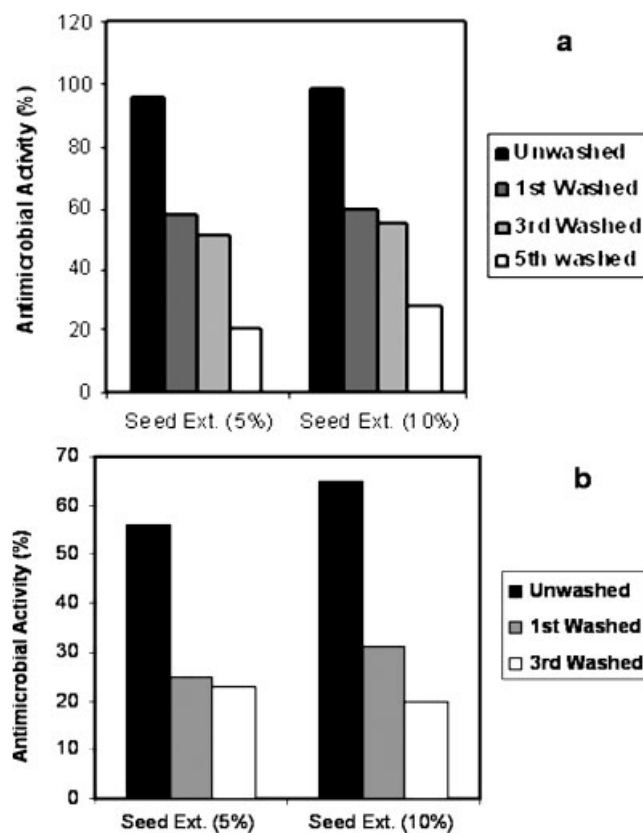 a
Antimicrobial Activity (%)
120
100
80
60
40
20
0
Seed Ext. (5%)
Seed Ext. (10%)
Unwashed
1st Washed
3rd Washed
5th washed
b
Antimicrobial Activity (%)
70
60
50
40
30
20
10
0
Seed Ext. (5%)
Seed Ext. (10%)
Unwashed
1st Washed
3rd Washed